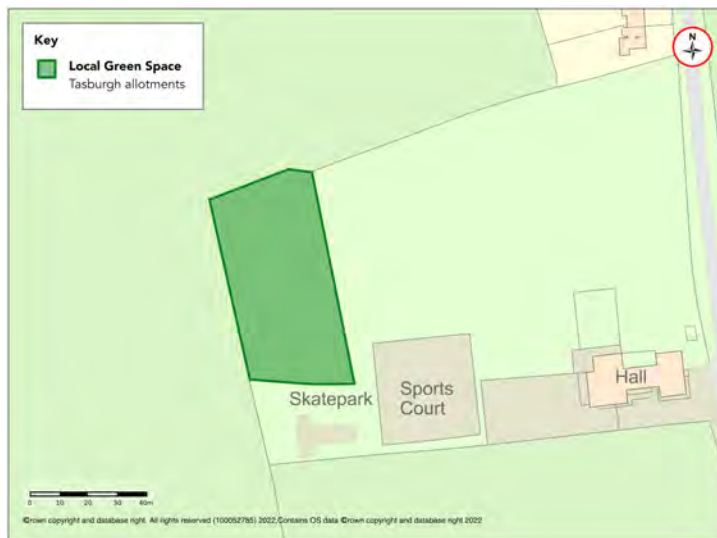 Key
Local Green Space
Tasburgh allotments
N
Hall
Sports
Court
Skatepark
0 10 20 30 40m
©rown copyright and database right. All rights reserved (100052785) 2022.Contains OS data ©rown copyright and database right 2022